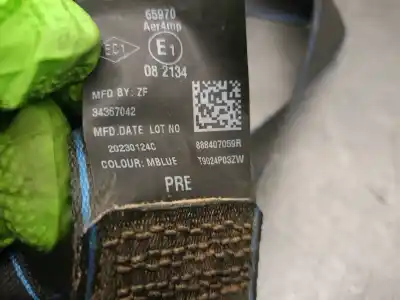 65970
Aer4mp
EC1
E1
08 2134
MFD BY: ZF
34357042
MFD.DATE LOT NO
20230124C 888407059R
COLOUR: MBLUE T9024P03ZW
PRE